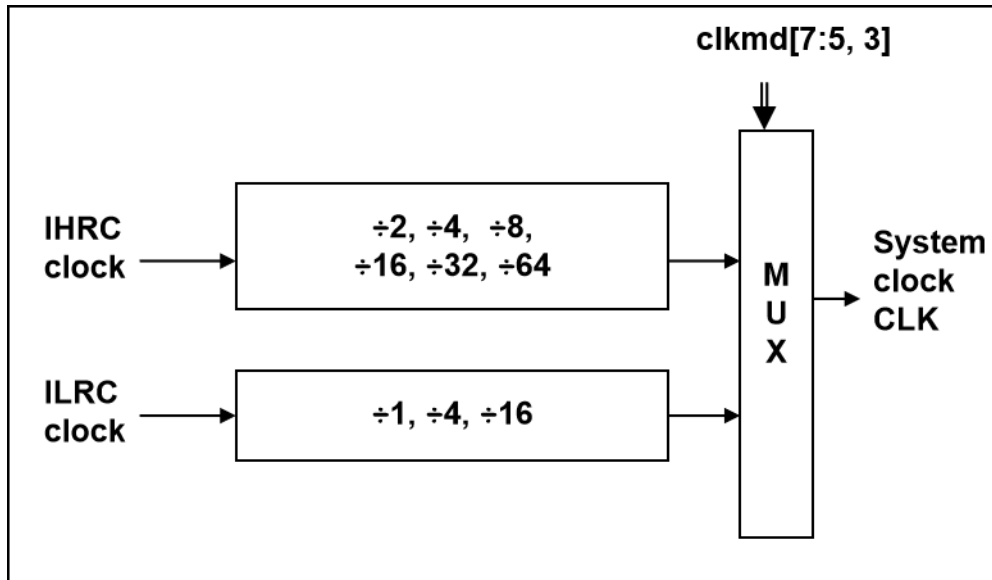 clkmd[7:5, 3]
IHRC
clock
÷2, ÷4, ÷8,
÷16, ÷32, ÷64
M
U
X
System
clock
CLK
ILRC
clock
÷1, ÷4, ÷16